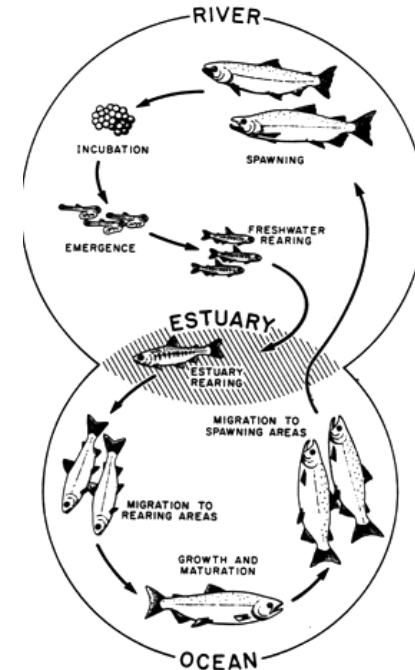 RIVER
INCUBATION
SPAWNING
EMERGENCE
FRESHWATER
REARING
ESTUARY
ESTUARY
REARING
MIGRATION TO
SPAWNING AREAS
MIGRATION TO
REARING AREAS
GROWTH AND
MATURATION
OCEAN